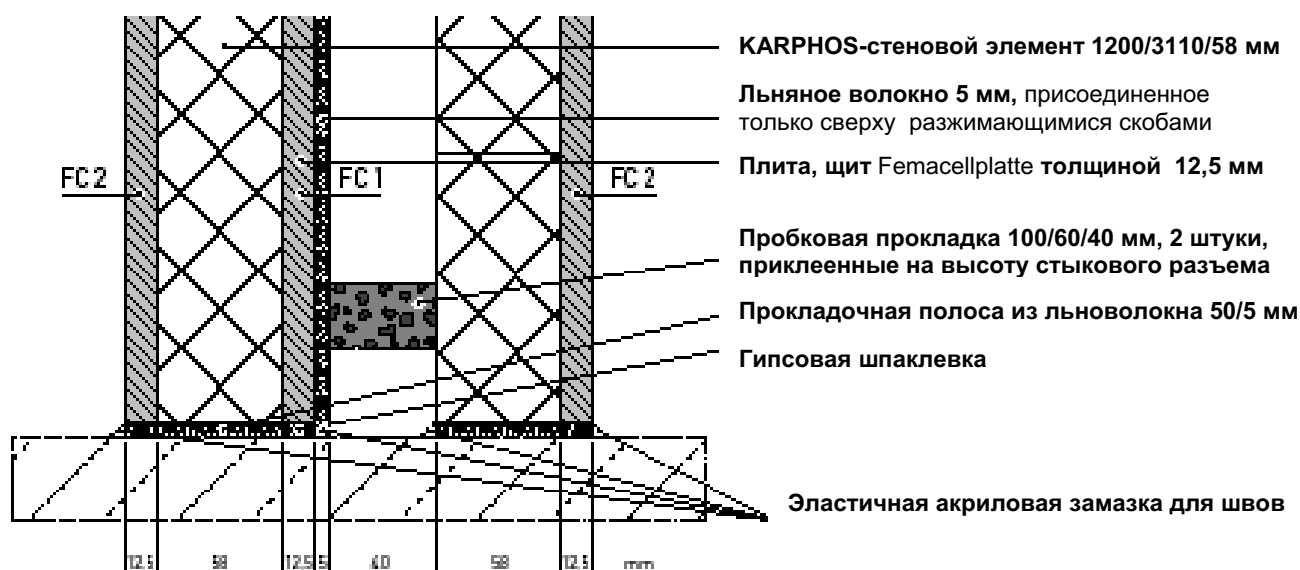 KARPHOS-стеновой элемент 1200/3110/58 мм
Льняное волокно 5 мм, присоединенное
только сверху разжимающимися скобами
Плита, щит Femacellplatte толщиной 12,5 мм
FC 2
FC 1
FC 2
Пробковая прокладка 100/60/40 мм, 2 штуки,
приклеенные на высоту стыкового разъема
Прокладочная полоса из льноволокна 50/5 мм
Гипсовая шпаклевка
Эластичная акриловая замазка для швов
12,5 58 12,5 5 40 58 12,5 mm